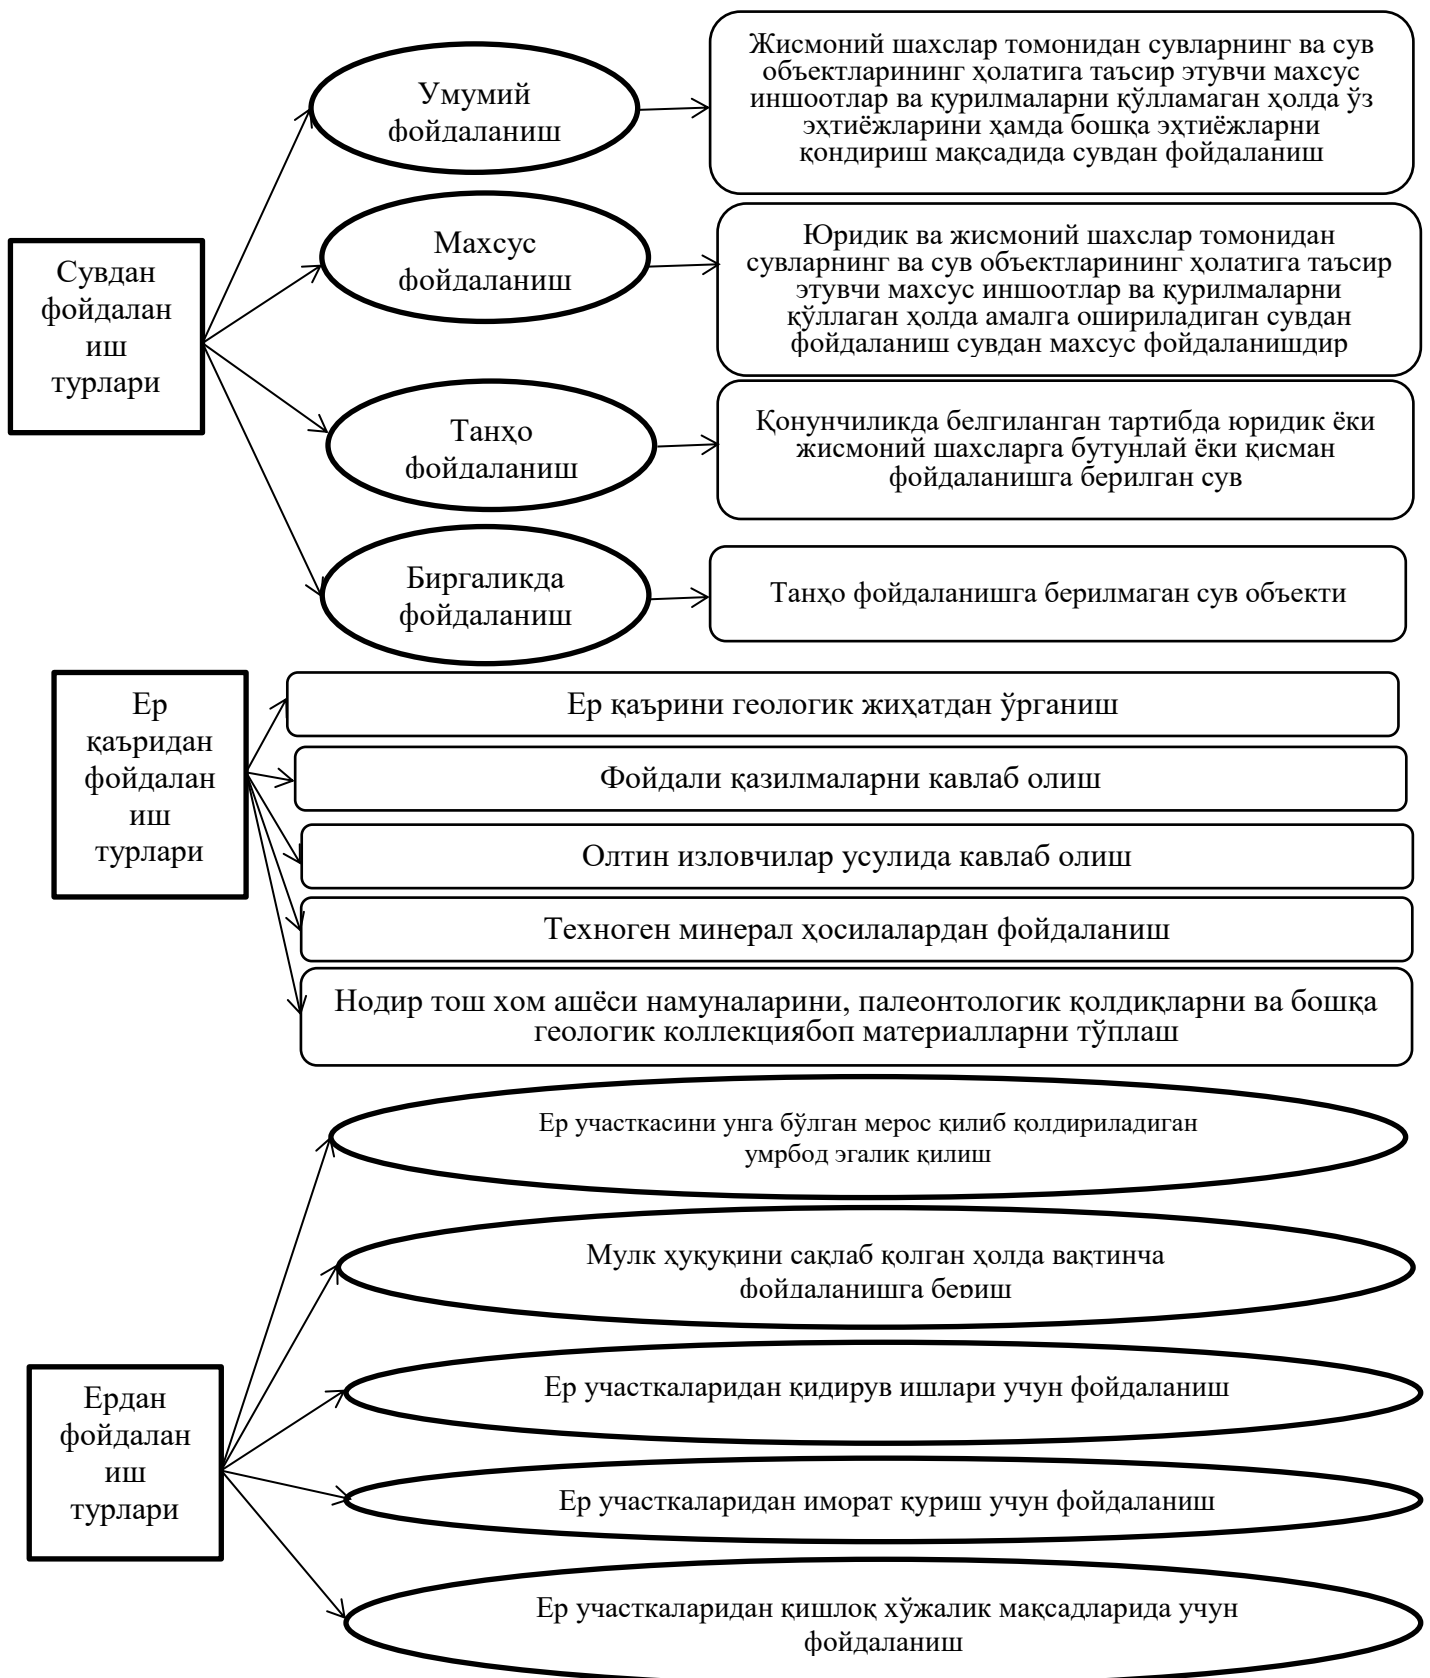 Умумий
фойдаланиш
Жисмоний шахслар томонидан сувларнинг ва сув
объектларининг ҳолатига таъсир этувчи махсус
иншоотлар ва қурилмаларни қўлламаган ҳолда ўз
эҳтиёжларини ҳамда бошқа эҳтиёжларни
қондириш мақсадида сувдан фойдаланиш
Сувдан
фойдалан
иш
турлари
Махсус
фойдаланиш
Юридик ва жисмоний шахслар томонидан
сувларнинг ва сув объектларининг ҳолатига таъсир
этувчи махсус иншоотлар ва қурилмаларни
қўллаган ҳолда амалга ошириладиган сувдан
фойдаланиш сувдан махсус фойдаланишдир
Танҳо
фойдаланиш
Қонунчиликда белгиланган тартибда юридик ёки
жисмоний шахсларга бутунлай ёки қисман
фойдаланишга берилган сув
Биргаликда
фойдаланиш
Танҳо фойдаланишга берилмаган сув объекти
Ер
қаъридан
фойдалан
иш
турлари
Ер қаърини геологик жиҳатдан ўрганиш
Фойдали қазилмаларни кавлаб олиш
Олтин изловчилар усулида кавлаб олиш
Техноген минерал ҳосилалардан фойдаланиш
Нодир тош хом ашёси намуналарини, палеонтологик қолдиқларни ва бошқа
геологик коллекциябоп материалларни тўплаш
Ердан
фойдалан
иш
турлари
Ер участкасини унга бўлган мерос қилиб қолдириладиган
умрбод эгалик қилиш
Мулк ҳуқуқини сақлаб қолган ҳолда вақтинча
фойдаланишга бериш
Ер участкаларидан қидирув ишлари учун фойдаланиш
Ер участкаларидан иморат қуриш учун фойдаланиш
Ер участкаларидан қишлоқ хўжалик мақсадларида учун
фойдаланиш